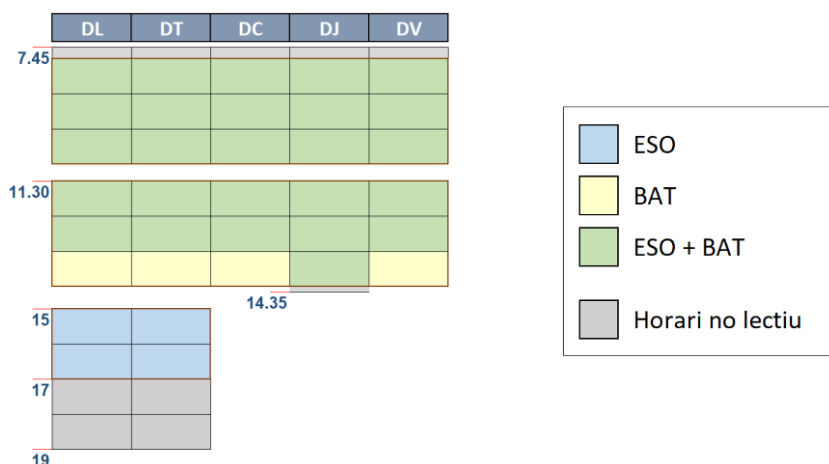 DL DT DC DJ DV
7.45
11.30
14.35
15
17
19
ESO
BAT
ESO + BAT
Horari no lectiu